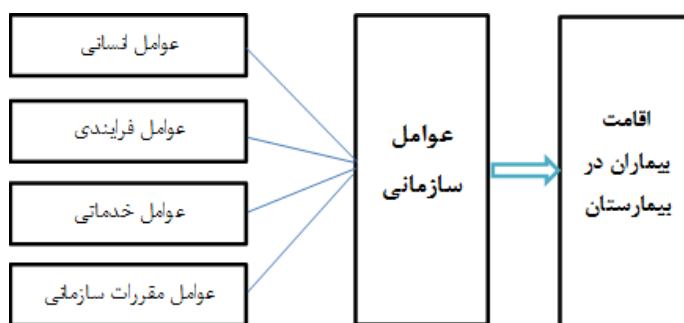 عوامل انسانی
عوامل فرایندی
عوامل خدماتی
عوامل مقررات سازمانی
عوامل
سازمانی
اقامت
بیماران در
بیمارستان